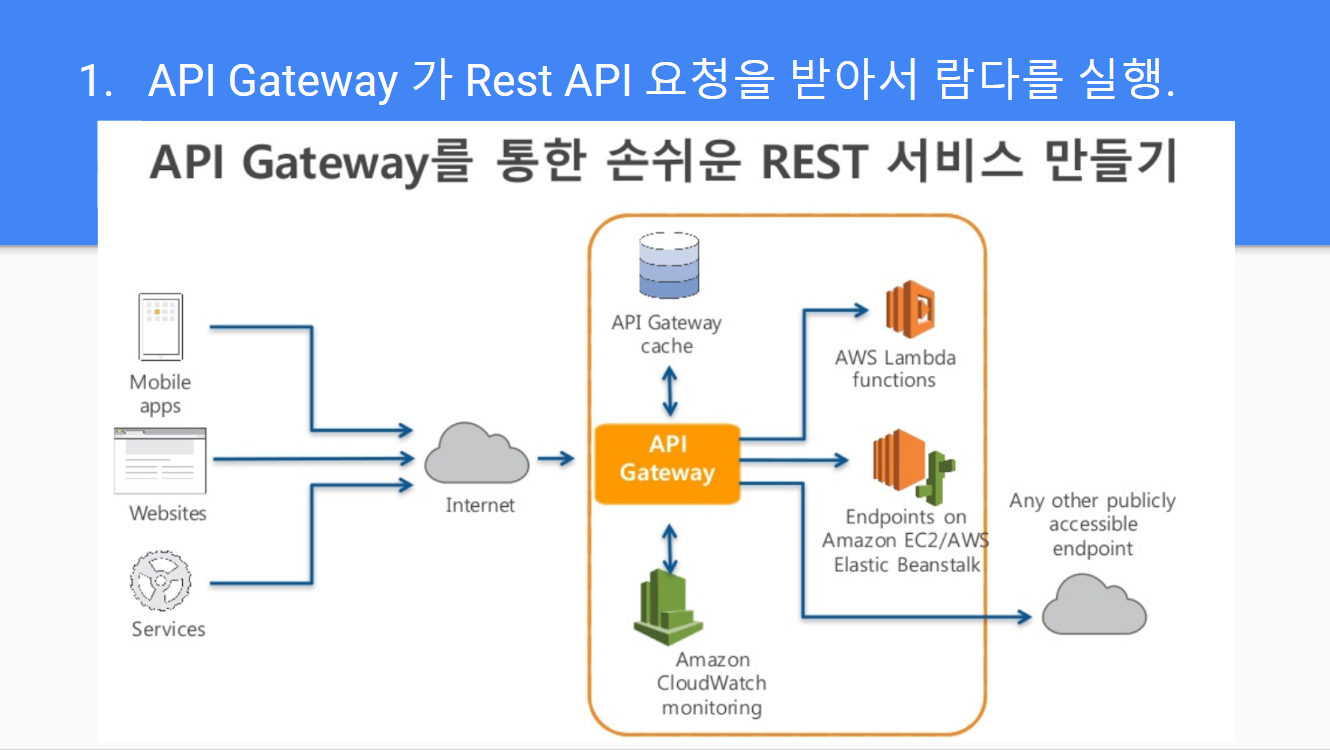 1. API Gateway 가 Rest API 요청을 받아서 람다를 실행.
API Gateway를 통한 손쉬운 REST 서비스 만들기
Mobile
apps
Websites
Services
Internet
API Gateway
cache
API
Gateway
Amazon
CloudWatch
monitoring
AWS Lambda
functions
Endpoints on
Amazon EC2/AWS
Elastic Beanstalk
Any other publicly
accessible
endpoint